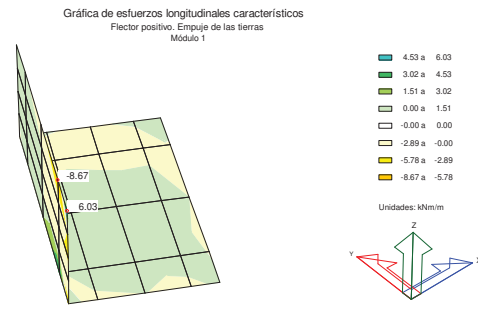 Gráfica de esfuerzos longitudinales característicos
Flector positivo. Empuje de las tierras
Módulo 1
4.53 a 6.03
3.02 a 4.53
1.51 a 3.02
0.00 a 1.51
-0.00 a 0.00
-2.89 a -0.00
-5.78 a -2.89
-8.67 a -5.78
-8.67
6.03
Unidades: kNm/m
Z
Y
X